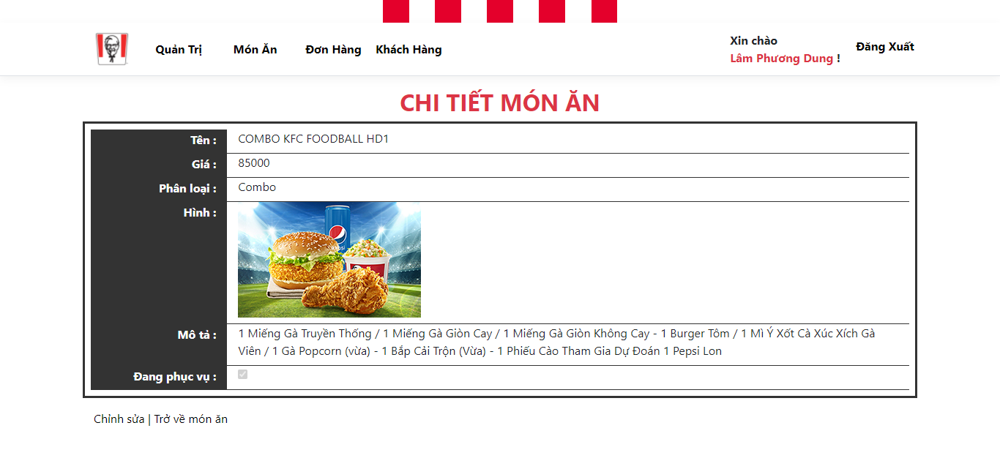 Quản Trị Món Ăn Đơn Hàng Khách Hàng
Xin chào
Lâm Phương Dung !
Đăng Xuất
CHI TIẾT MÓN ĂN
Tên : COMBO KFC FOODBALL HD1
Giá : 85000
Phân loại : Combo
Hình :
pepsi
Mô tả : 1 Miếng Gà Truyền Thống / 1 Miếng Gà Giòn Cay / 1 Miếng Gà Giòn Không Cay - 1 Burger Tôm / 1 Mì Ý Xốt Cà Xúc Xích Gà
Viên / 1 Gà Popcorn (vừa) - 1 Bắp Cải Trộn (Vừa) - 1 Phiếu Cào Tham Gia Dự Đoán 1 Pepsi Lon
Đang phục vụ :
Chỉnh sửa | Trở về món ăn